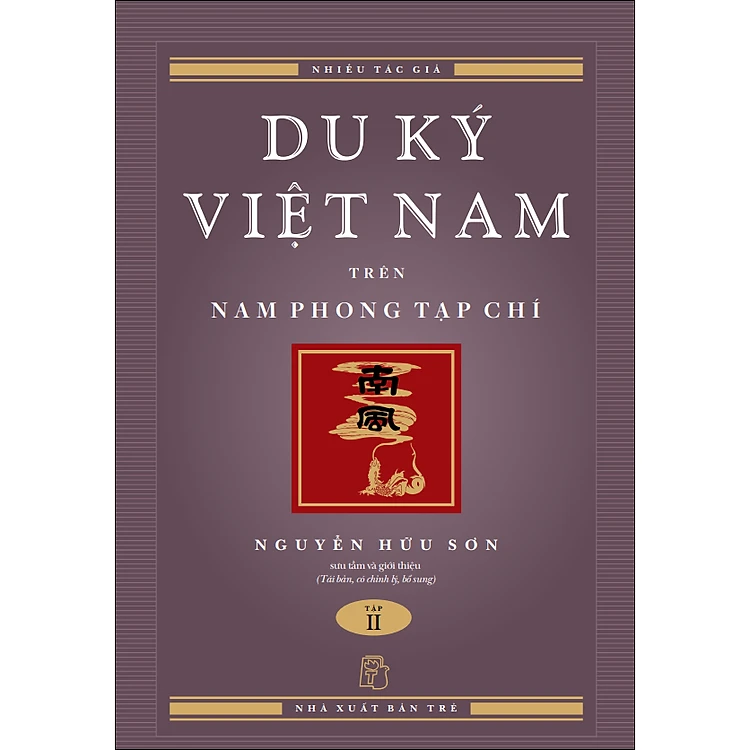 NHIỀU TÁC GIẢ
DU KÝ
VIỆT NAM
TRÊN
NAM PHONG TẠP CHÍ
南
風
NGUYỄN HỮU SƠN
sưu tầm và giới thiệu
(Tái bản, có chỉnh lý, bổ sung)
TẬP
II
T
NHÀ XUẤT BẢN TRẺ